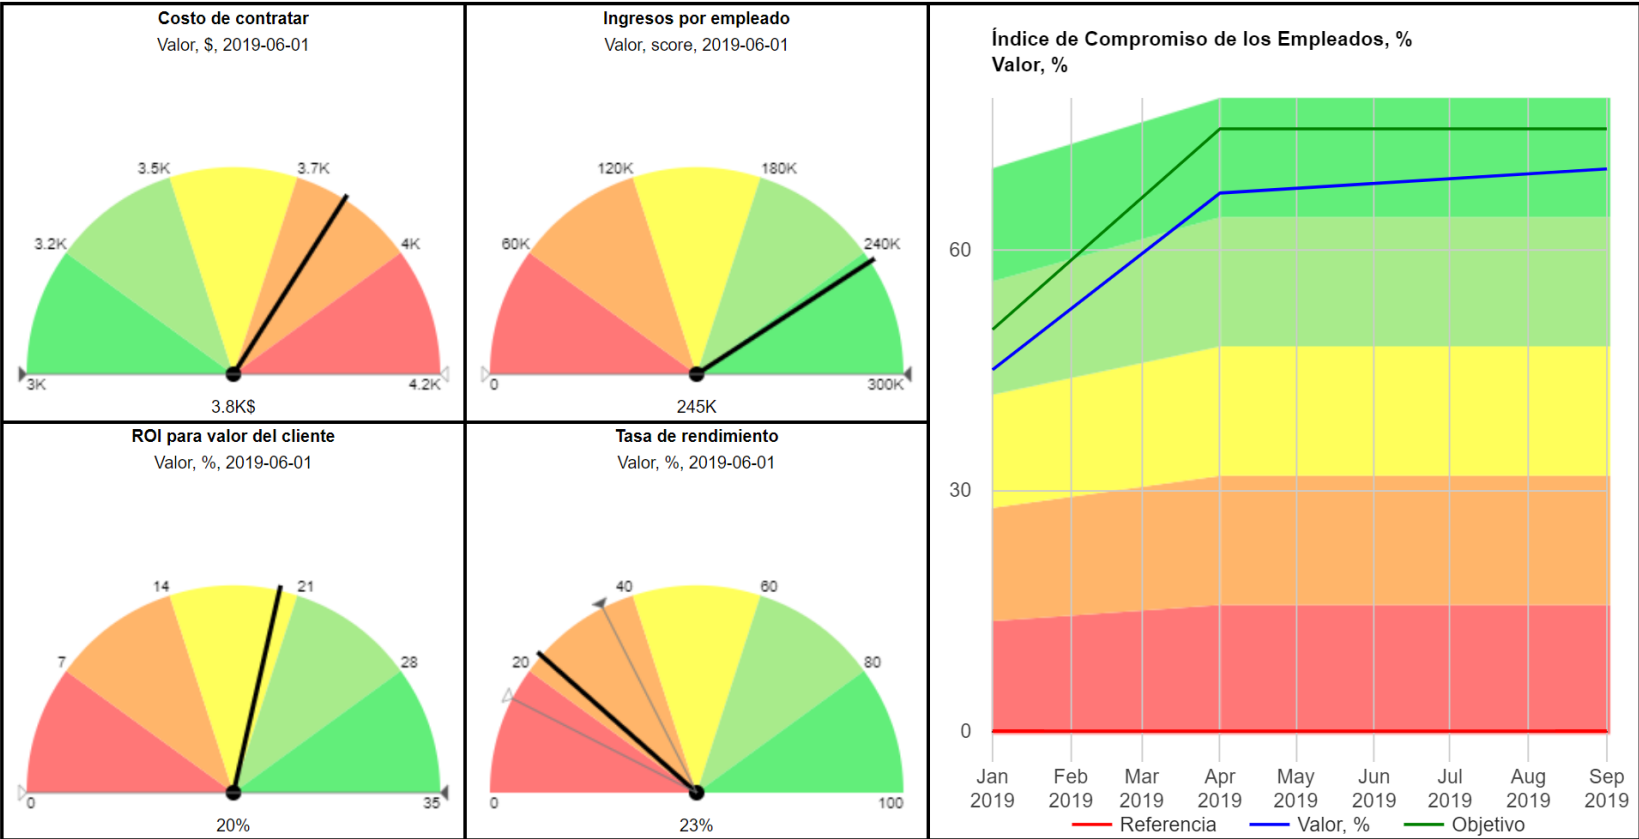 Costo de contratar
Valor, $, 2019-06-01
3.5K
3.7K
3.2K
4K
3K
4.2K
3.8K$
Ingresos por empleado
Valor, score, 2019-06-01
120K
180K
60K
240K
0
300K
245K
ROI para valor del cliente
Valor, %, 2019-06-01
14
21
7
28
0
35
20%
Tasa de rendimiento
Valor, %, 2019-06-01
40
60
20
80
0
100
23%
Índice de Compromiso de los Empleados, %
Valor, %
60
30
0
Jan Feb Mar Apr May Jun Jul Aug Sep
2019 2019 2019 2019 2019 2019 2019 2019 2019
Referencia Valor, % Objetivo